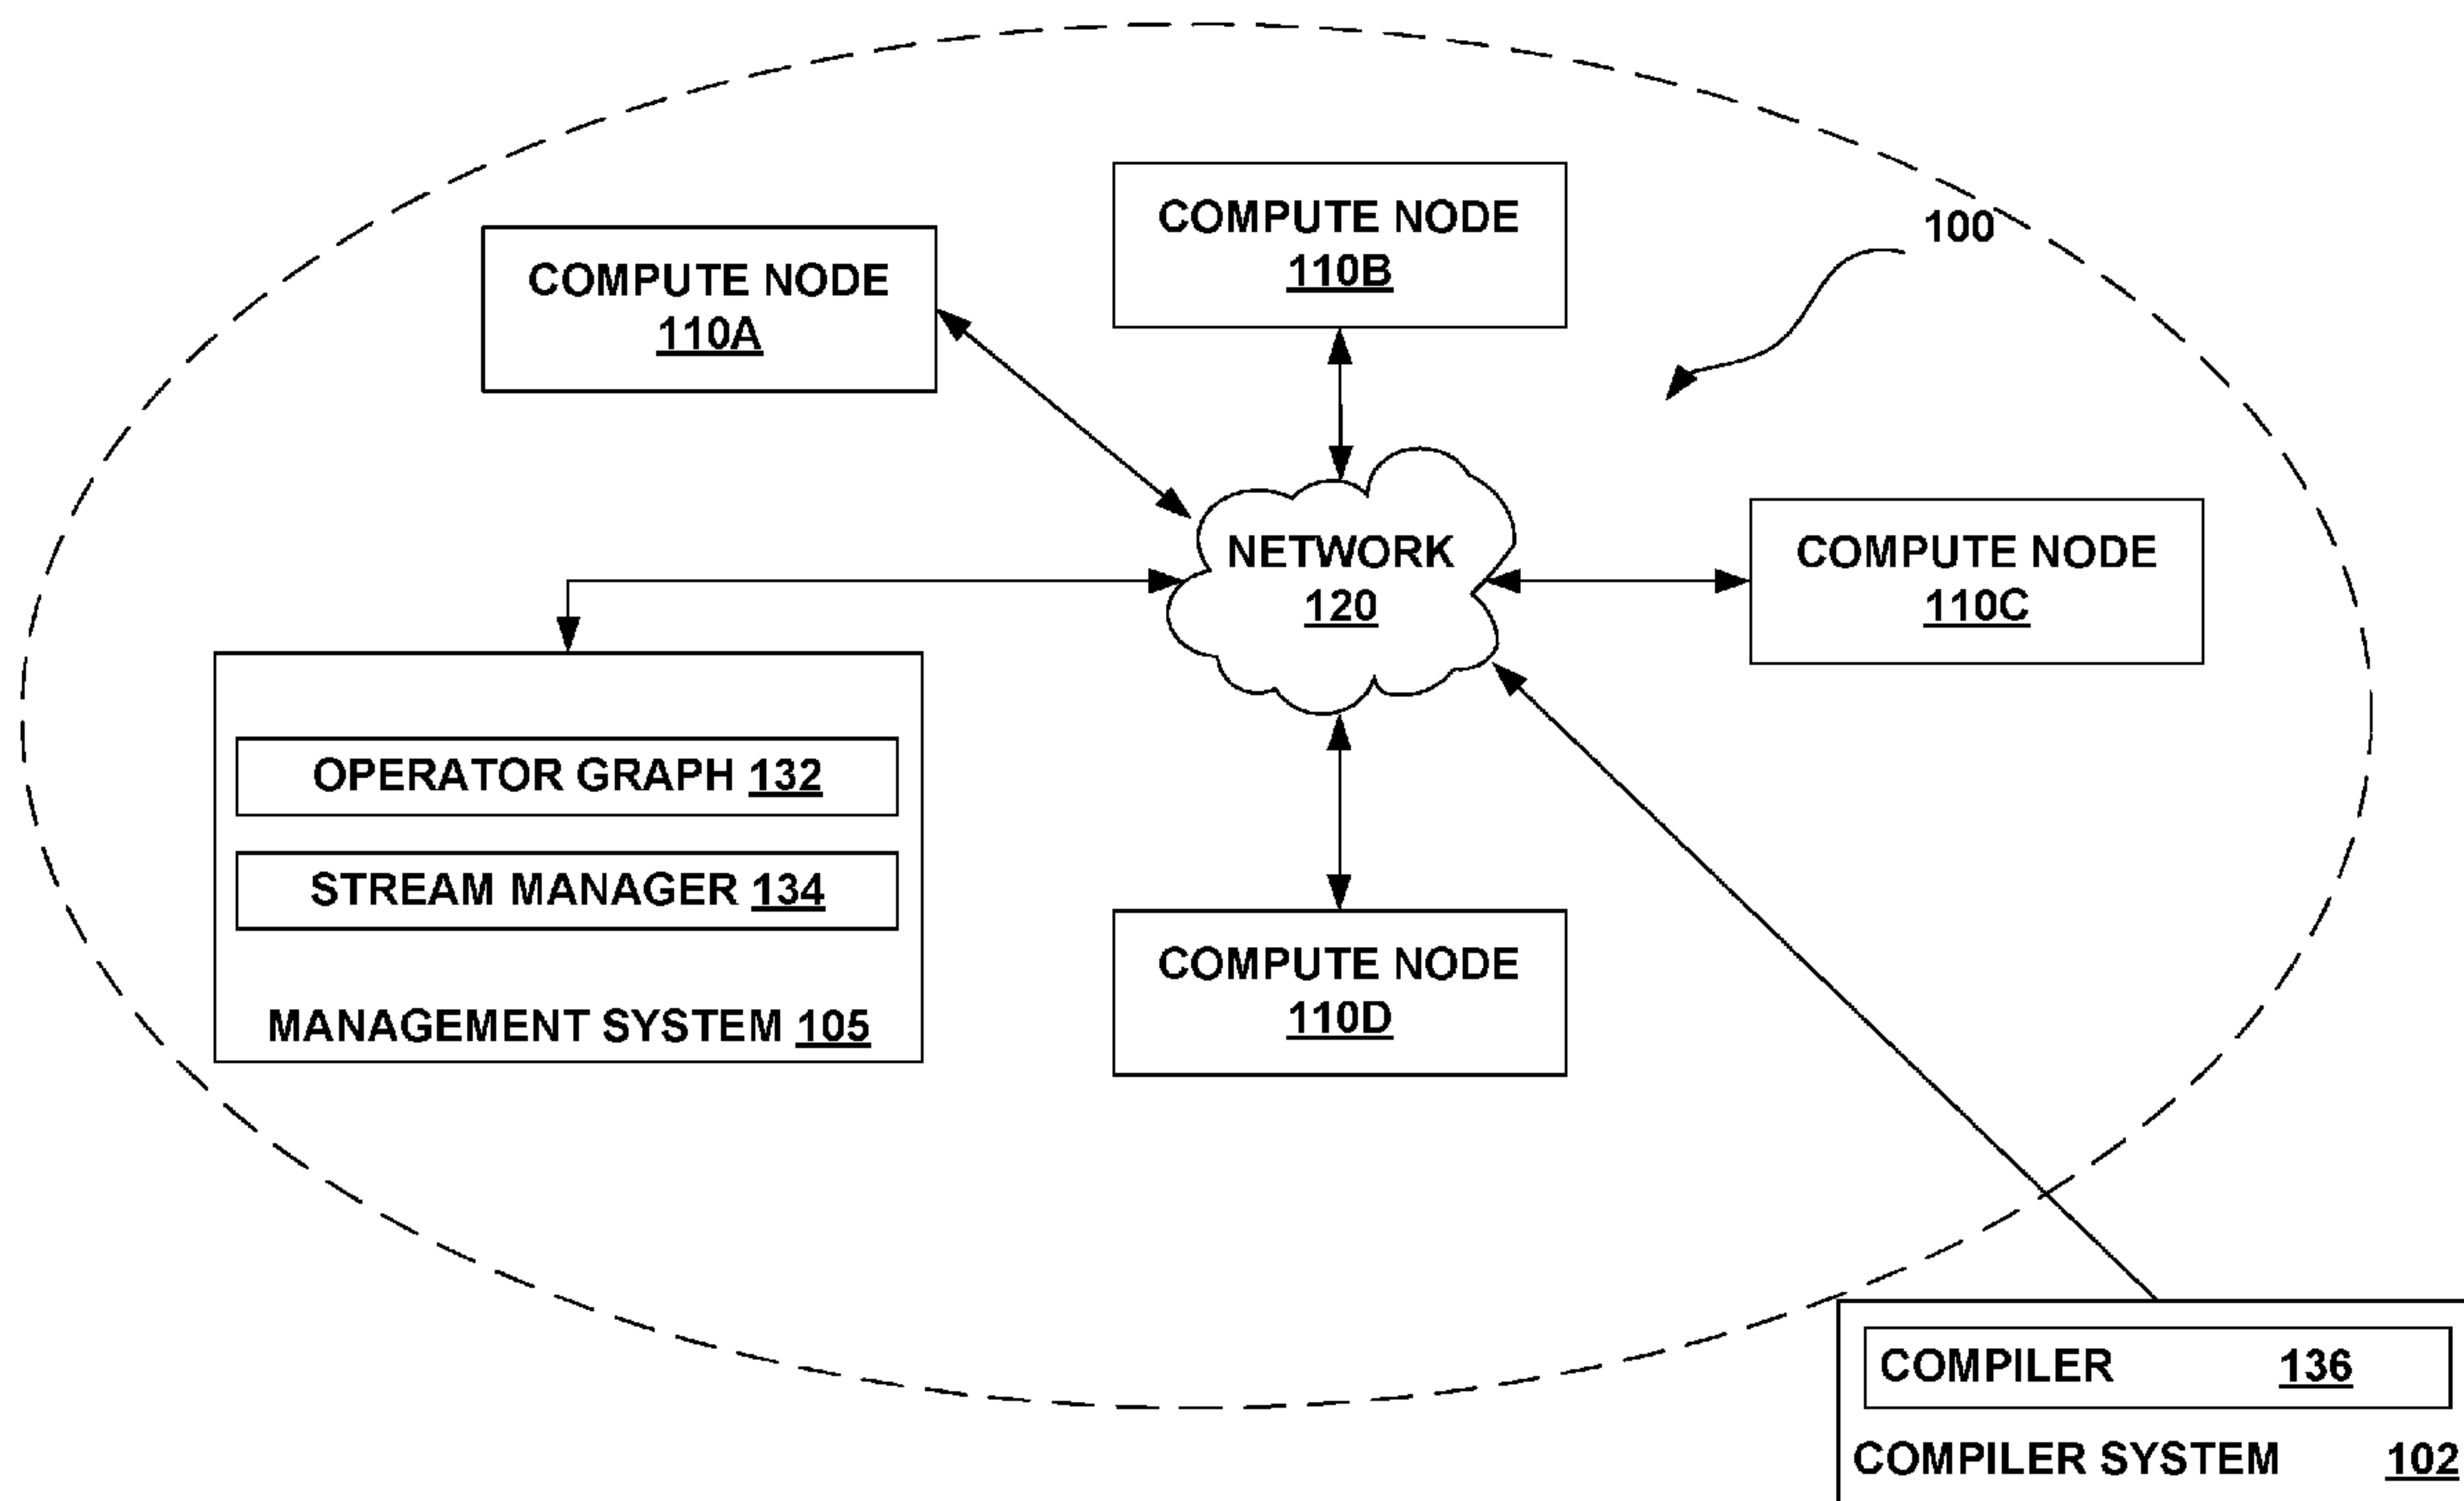 COMPUTE NODE
110B
100
COMPUTE NODE
110A
NETWORK
120
COMPUTE NODE
110C
OPERATOR GRAPH 132
STREAM MANAGER 134
MANAGEMENT SYSTEM 105
COMPUTE NODE
110D
COMPILER 136
COMPILER SYSTEM 102